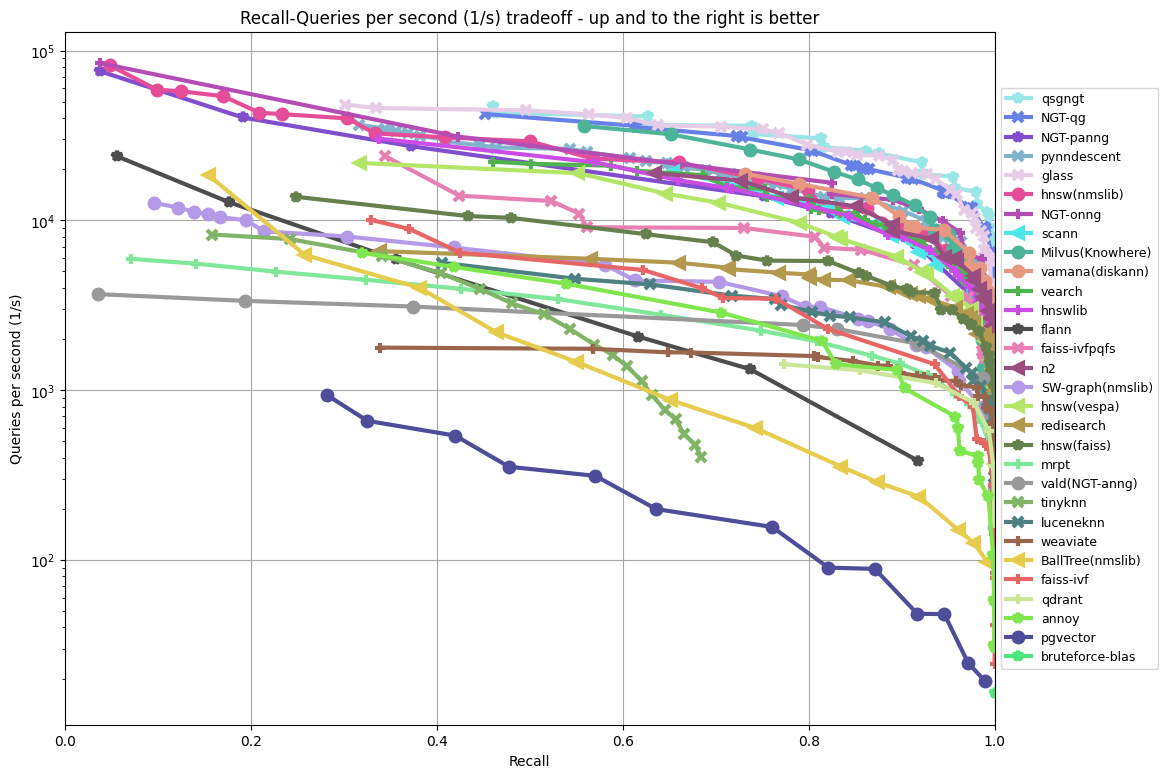 Recall-Queries per second (1/s) tradeoff - up and to the right is better
10^5
10^4
10^3
10^2
Queries per second (1/s)
0.0
0.2
0.4
0.6
0.8
1.0
Recall
qsgngt
NGT-qg
NGT-panng
pynndescent
glass
hnsw(nmslib)
NGT-onng
scann
Milvus(Knowhere)
vamana(diskann)
vearch
hnswlib
flann
faiss-ivfpqfs
n2
SW-graph(nmslib)
hnsw(vespa)
redisearch
hnsw(faiss)
mrpt
vald(NGT-anng)
tinyknn
luceneknn
weaviate
BallTree(nmslib)
faiss-ivf
qdrant
annoy
pgvector
bruteforce-blas